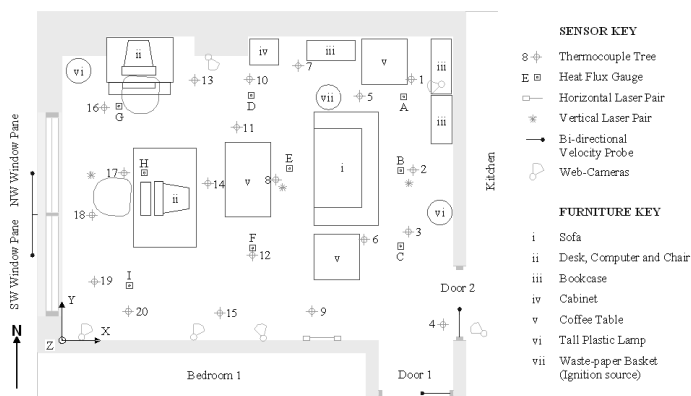 SENSOR KEY
8 Thermocouple Tree
E Heat Flux Gauge
Horizontal Laser Pair
Vertical Laser Pair
Bi-directional
Velocity Probe
Web-Cameras
FURNITURE KEY
i Sofa
ii Desk, Computer and Chair
iii Bookcase
iv Cabinet
v Coffee Table
vi Tall Plastic Lamp
vii Waste-paper Basket
(Ignition source)
NW Window Pane
SW Window Pane
N
Y
X
Z
Kitchen
Door 2
Door 1
Bedroom 1
ii
iv
iii
v
iii
vi
13
10
7
1
16
G
D
vii
5
A
iii
11
H
17
E
B
2
14
v
8
i
ii
18
vi
F
12
6
3
C
v
19
I
20
15
9
4